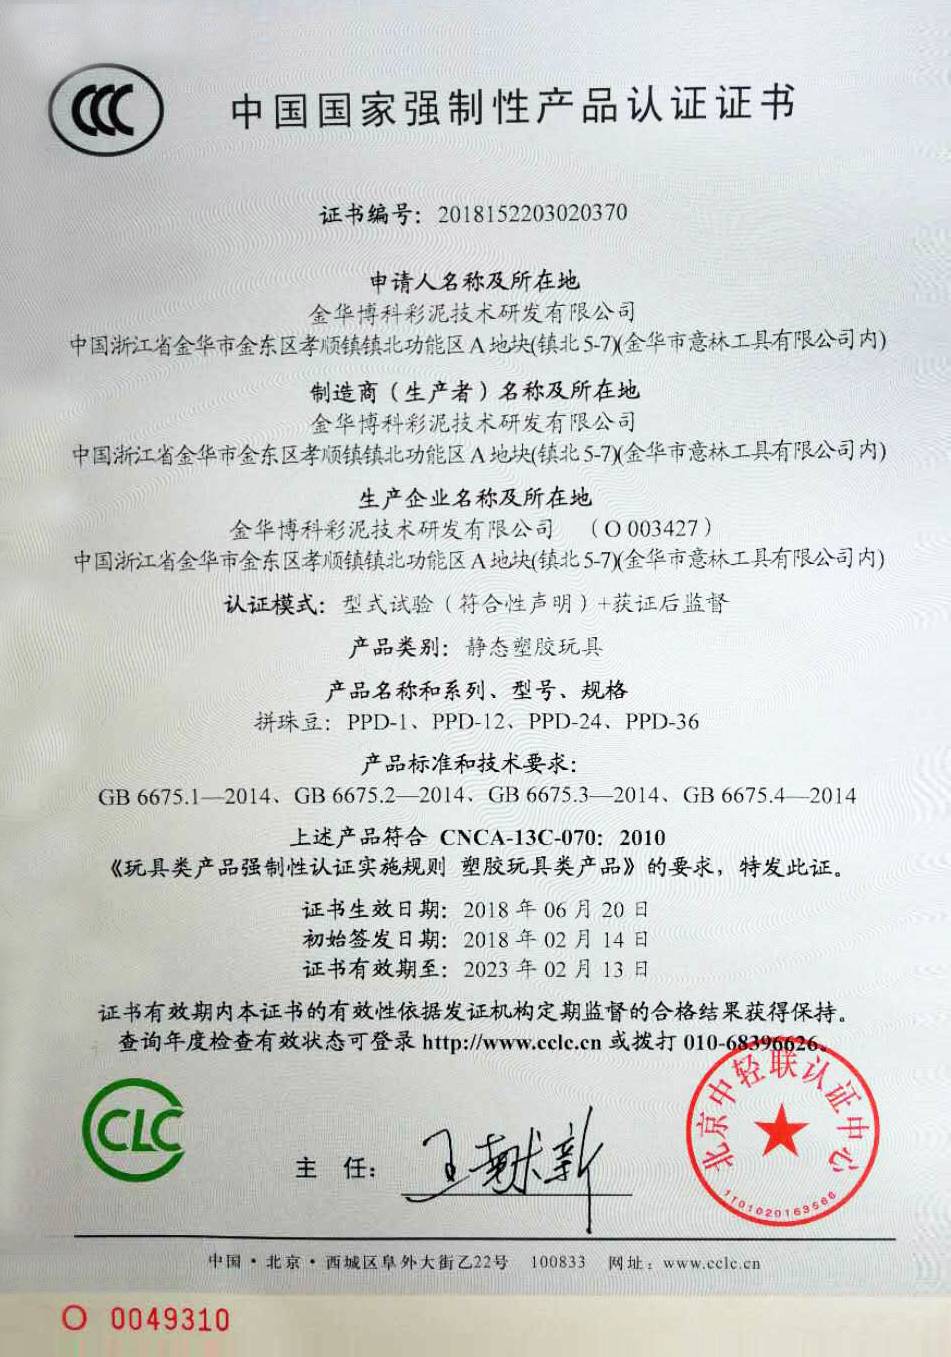 CCC
中国国家强制性产品认证证书
证书编号：2018152203020370
申请人名称及所在地
金华博科彩泥技术研发有限公司
中国浙江省金华市金东区孝顺镇镇北功能区A地块(镇北5-7)(金华市意林工具有限公司内)
制造商（生产者）名称及所在地
金华博科彩泥技术研发有限公司
中国浙江省金华市金东区孝顺镇镇北功能区A地块(镇北5-7)(金华市意林工具有限公司内)
生产企业名称及所在地
金华博科彩泥技术研发有限公司 （O 003427）
中国浙江省金华市金东区孝顺镇镇北功能区A地块(镇北5-7)(金华市意林工具有限公司内)
认证模式：型式试验（符合性声明）+获证后监督
产品类别：静态塑胶玩具
产品名称和系列、型号、规格
拼珠豆：PPD-1、PPD-12、PPD-24、PPD-36
产品标准和技术要求：
GB 6675.1—2014、GB 6675.2—2014、GB 6675.3—2014、GB 6675.4—2014
上述产品符合 CNCA-13C-070：2010
《玩具类产品强制性认证实施规则 塑胶玩具类产品》的要求，特发此证。
证书生效日期：2018 年 06 月 20 日
初始签发日期：2018 年 02 月 14 日
证书有效期至：2023 年 02 月 13 日
证书有效期内本证书的有效性依据发证机构定期监督的合格结果获得保持。
查询年度检查有效状态可登录 http://www.cclc.cn 或拨打 010-68396626。
CLC
主 任：
王献新
北京中轻联认证中心
1101020169566
中国·北京·西城区阜外大街乙22号 100833 网址：www.cclc.cn
O 0049310